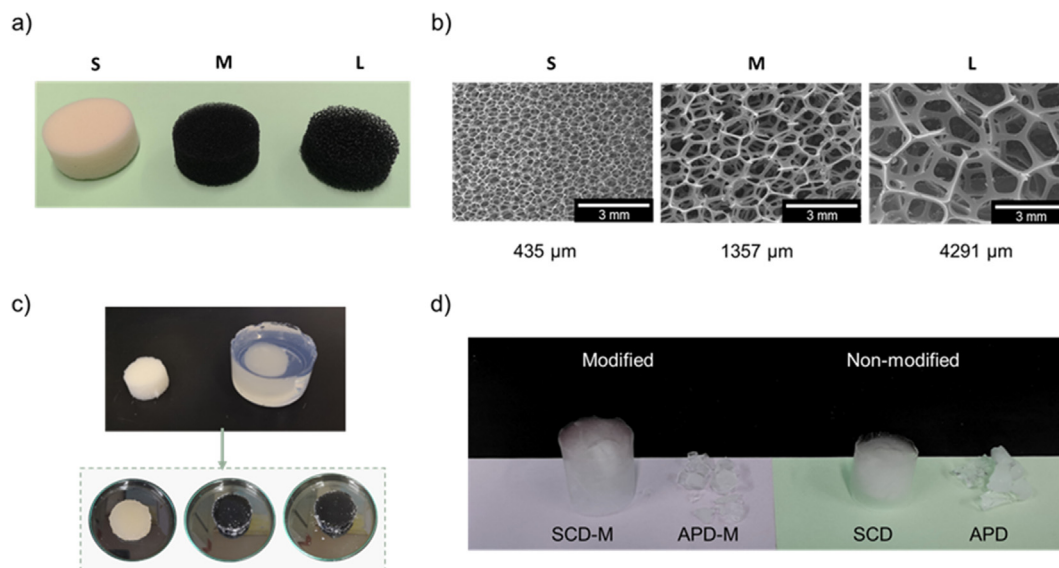 a)
S M L
b)
S M L
3 mm 3 mm 3 mm
435 µm 1357 µm 4291 µm
c)
d)
Modified Non-modified
SCD-M APD-M SCD APD